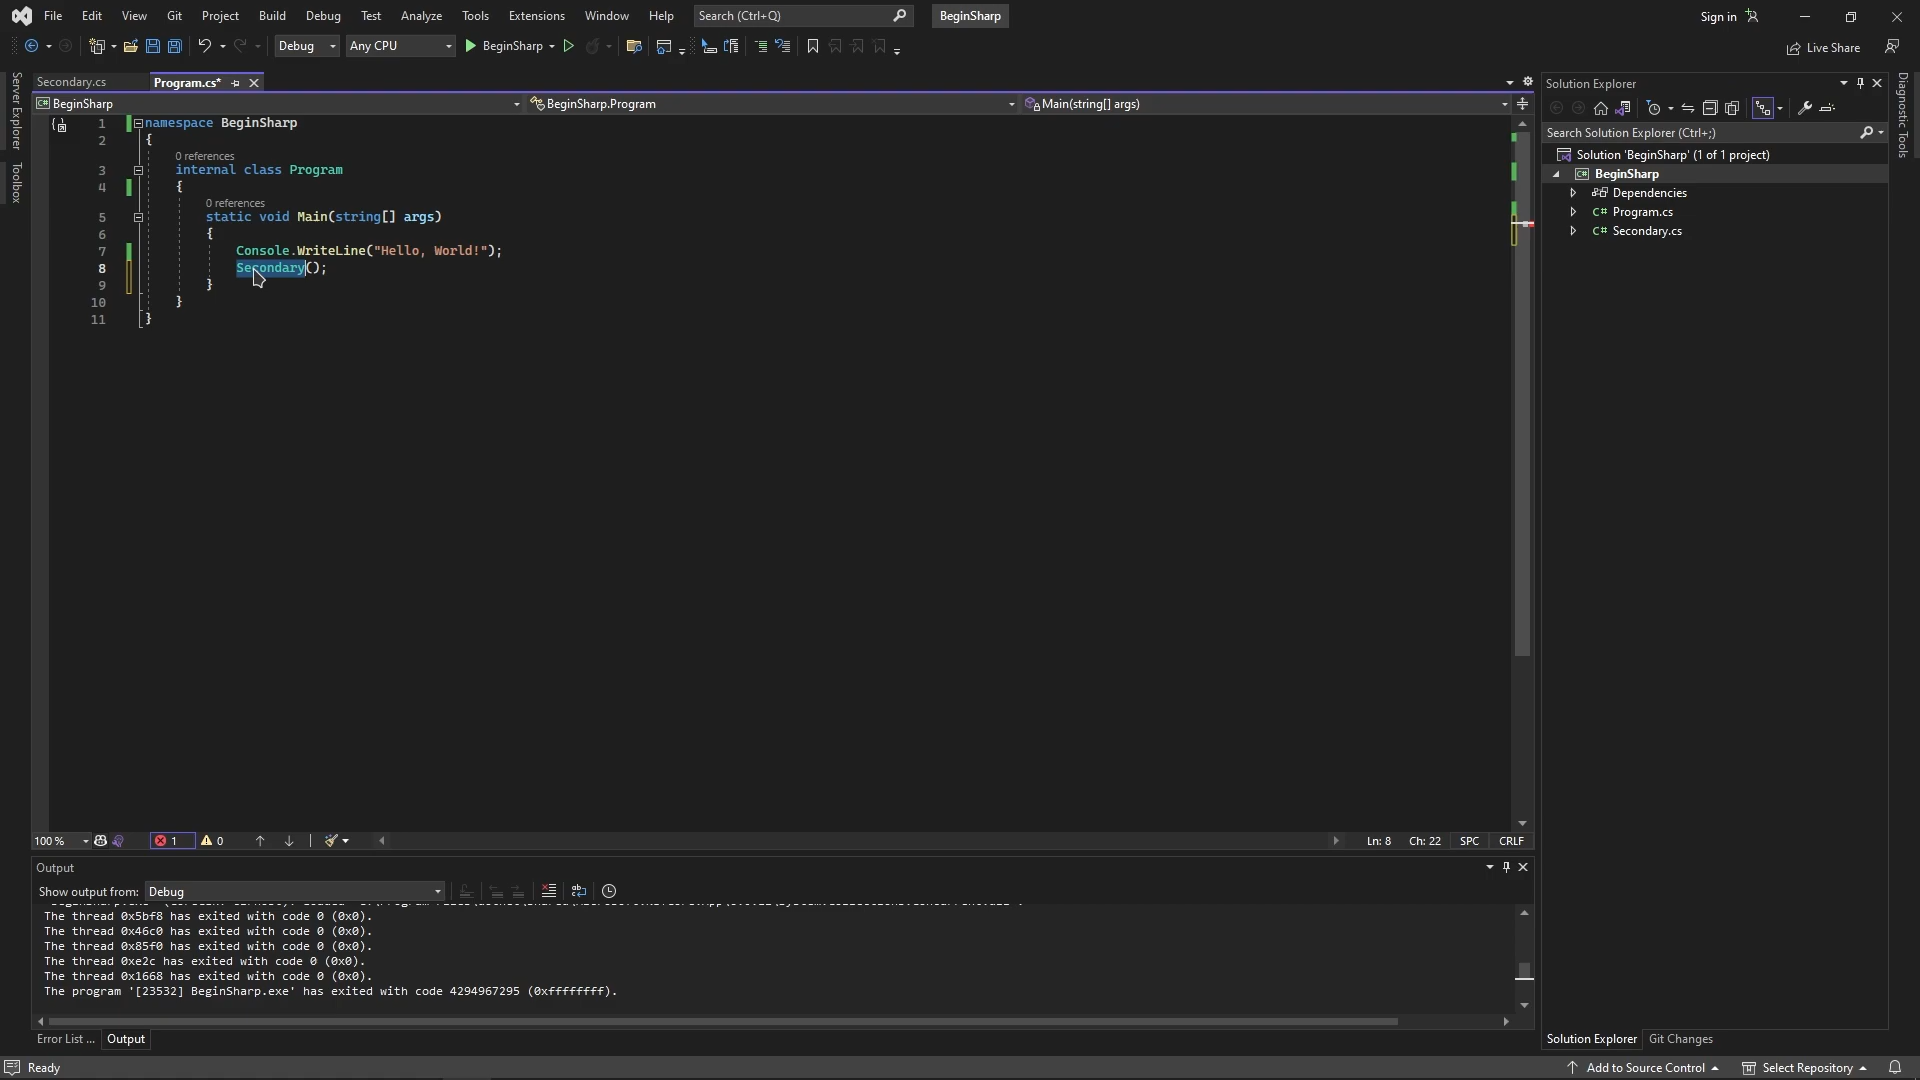 File Edit View Git Project Build Debug Test Analyze Tools Extensions Window Help Search (Ctrl+Q) BeginSharp Sign in
Debug Any CPU BeginSharp Live Share
Server Explorer
Toolbox
Secondary.cs Program.cs*
BeginSharp BeginSharp.Program Main(string[] args)
1 namespace BeginSharp
2 {
0 references
3 internal class Program
4 {
0 references
5 static void Main(string[] args)
6 {
7 Console.WriteLine("Hello, World!");
8 Secondary();
9 }
10 }
11 }
100 % 1 0 Ln: 8 Ch: 22 SPC CRLF
Output
Show output from: Debug
The thread 0x5bf8 has exited with code 0 (0x0).
The thread 0x46c0 has exited with code 0 (0x0).
The thread 0x85f0 has exited with code 0 (0x0).
The thread 0xe2c has exited with code 0 (0x0).
The thread 0x1668 has exited with code 0 (0x0).
The program '[23532] BeginSharp.exe' has exited with code 4294967295 (0xffffffff).
Error List ... Output
Solution Explorer
Search Solution Explorer (Ctrl+;)
Solution 'BeginSharp' (1 of 1 project)
BeginSharp
Dependencies
C# Program.cs
C# Secondary.cs
Solution Explorer Git Changes
Diagnostic Tools
Ready Add to Source Control Select Repository